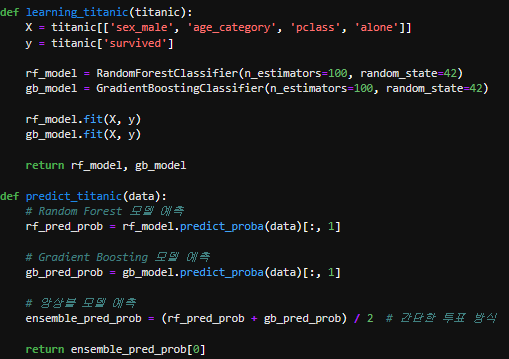 def learning_titanic(titanic):
    X = titanic[['sex_male', 'age_category', 'pclass', 'alone']]
    y = titanic['survived']

    rf_model = RandomForestClassifier(n_estimators=100, random_state=42)
    gb_model = GradientBoostingClassifier(n_estimators=100, random_state=42)

    rf_model.fit(X, y)
    gb_model.fit(X, y)

    return rf_model, gb_model

def predict_titanic(data):
    # Random Forest 모델 예측
    rf_pred_prob = rf_model.predict_proba(data)[:, 1]

    # Gradient Boosting 모델 예측
    gb_pred_prob = gb_model.predict_proba(data)[:, 1]

    # 앙상블 모델 예측
    ensemble_pred_prob = (rf_pred_prob + gb_pred_prob) / 2  # 간단한 투표 방식

    return ensemble_pred_prob[0]